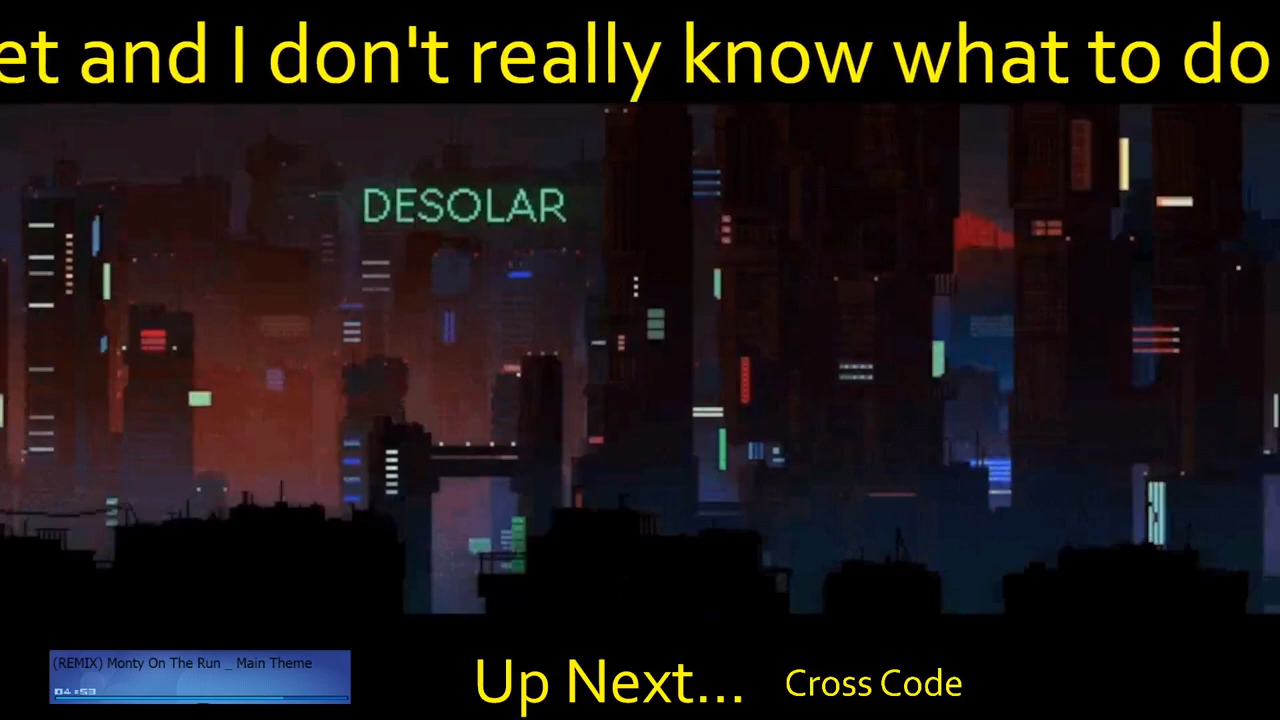 et and I don't really know what to do
DESOLAR
(REMIX) Monty On The Run _ Main Theme
04:53
Up Next... Cross Code